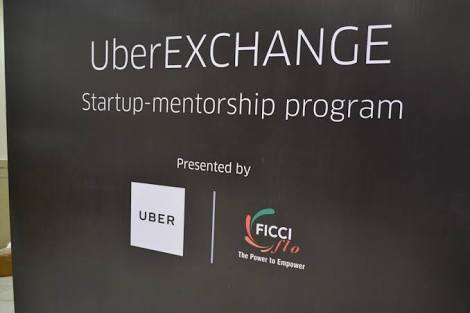 UberEXCHANGE
Startup-mentorship program
Presented by
UBER
FICCI
flo
The Power to Empower